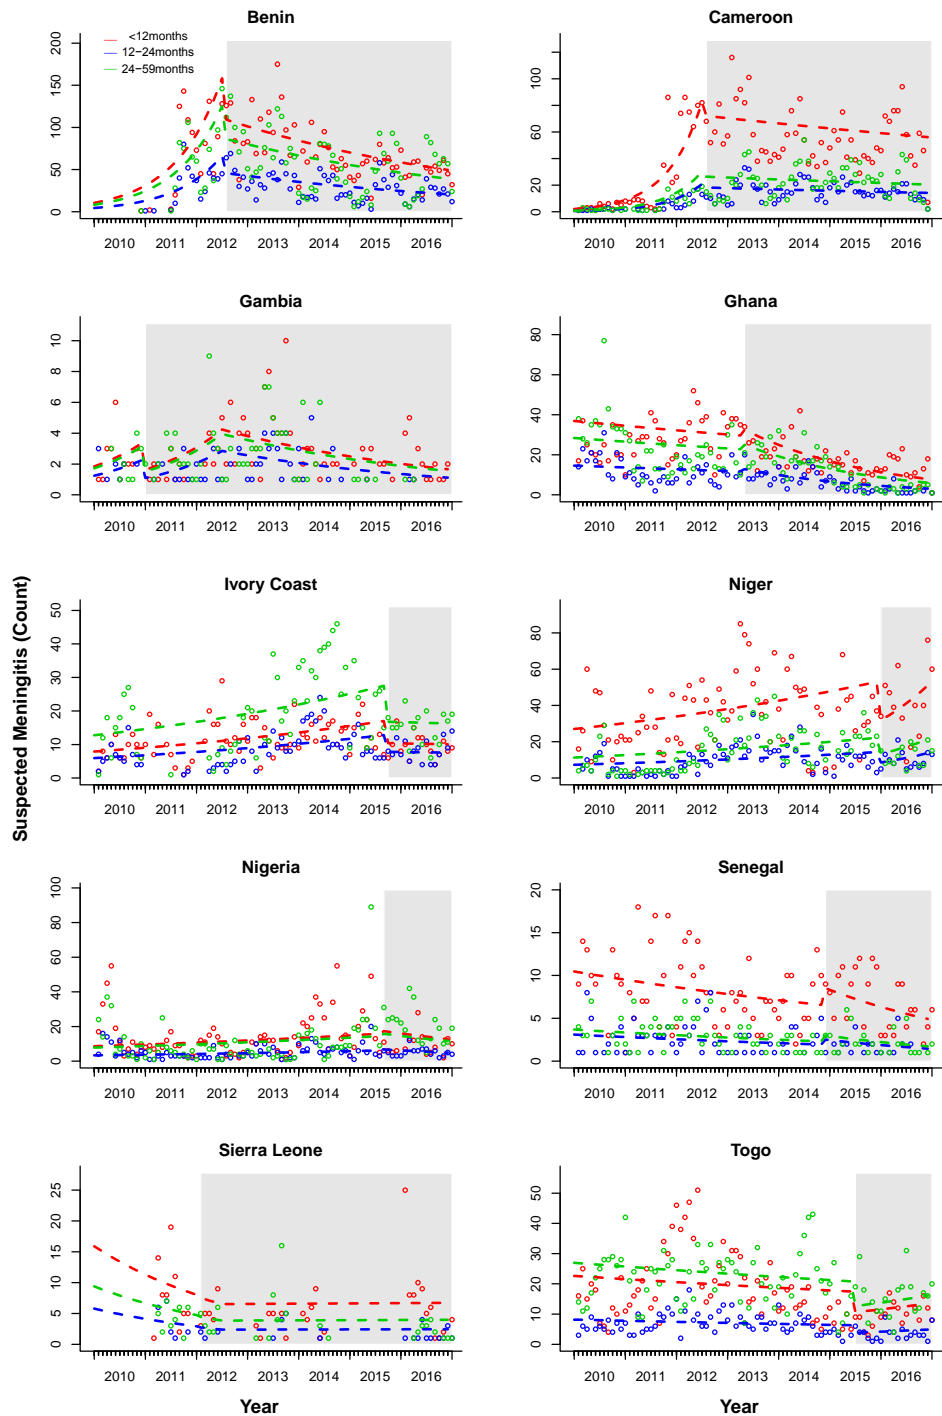 Benin
Cameroon
<12months
12−24months
24−59months
0 50 100 150 200
0 20 40 60 80 100
2010 2011 2012 2013 2014 2015 2016
2010 2011 2012 2013 2014 2015 2016
Gambia
Ghana
0 2 4 6 8 10
0 20 40 60 80
2010 2011 2012 2013 2014 2015 2016
2010 2011 2012 2013 2014 2015 2016
Ivory Coast
Niger
0 10 20 30 40 50
0 20 40 60 80
2010 2011 2012 2013 2014 2015 2016
2010 2011 2012 2013 2014 2015 2016
Suspected Meningitis (Count)
Nigeria
Senegal
0 20 40 60 80 100
0 5 10 15 20
2010 2011 2012 2013 2014 2015 2016
2010 2011 2012 2013 2014 2015 2016
Sierra Leone
Togo
0 5 10 15 20 25
0 10 20 30 40 50
2010 2011 2012 2013 2014 2015 2016
2010 2011 2012 2013 2014 2015 2016
Year
Year